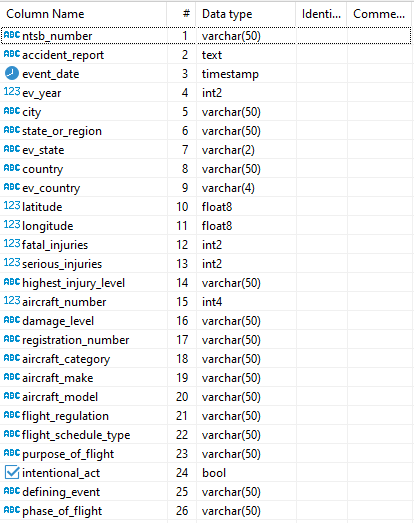 Column Name # Data type Identi... Comme...
ABC ntsb_number 1 varchar(50)
ABC accident_report 2 text
event_date 3 timestamp
123 ev_year 4 int2
ABC city 5 varchar(50)
ABC state_or_region 6 varchar(50)
ABC ev_state 7 varchar(2)
ABC country 8 varchar(50)
ABC ev_country 9 varchar(4)
123 latitude 10 float8
123 longitude 11 float8
123 fatal_injuries 12 int2
123 serious_injuries 13 int2
ABC highest_injury_level 14 varchar(50)
123 aircraft_number 15 int4
ABC damage_level 16 varchar(50)
ABC registration_number 17 varchar(50)
ABC aircraft_category 18 varchar(50)
ABC aircraft_make 19 varchar(50)
ABC aircraft_model 20 varchar(50)
ABC flight_regulation 21 varchar(50)
ABC flight_schedule_type 22 varchar(50)
ABC purpose_of_flight 23 varchar(50)
intentional_act 24 bool
ABC defining_event 25 varchar(50)
ABC phase_of_flight 26 varchar(50)